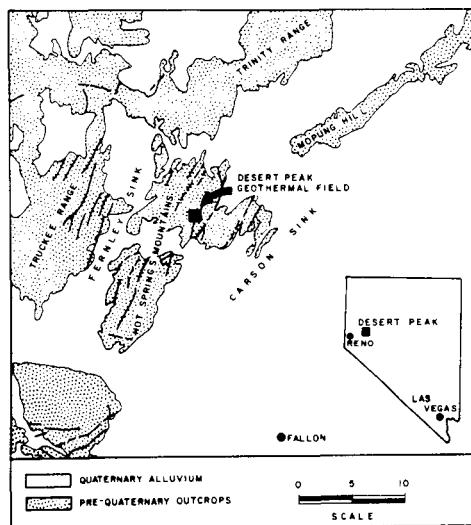 TRINITY RANGE
MOPUNG HILL
DESERT PEAK
GEOTHERMAL FIELD
TRUCKEE RANGE
FERNLEY SINK
HOT SPRINGS MOUNTAINS
CARSON SINK
DESERT PEAK
RENO
LAS
VEGAS
FALLON
QUATERNARY ALLUVIUM
PRE-QUATERNARY OUTCROPS
0 5 10
SCALE